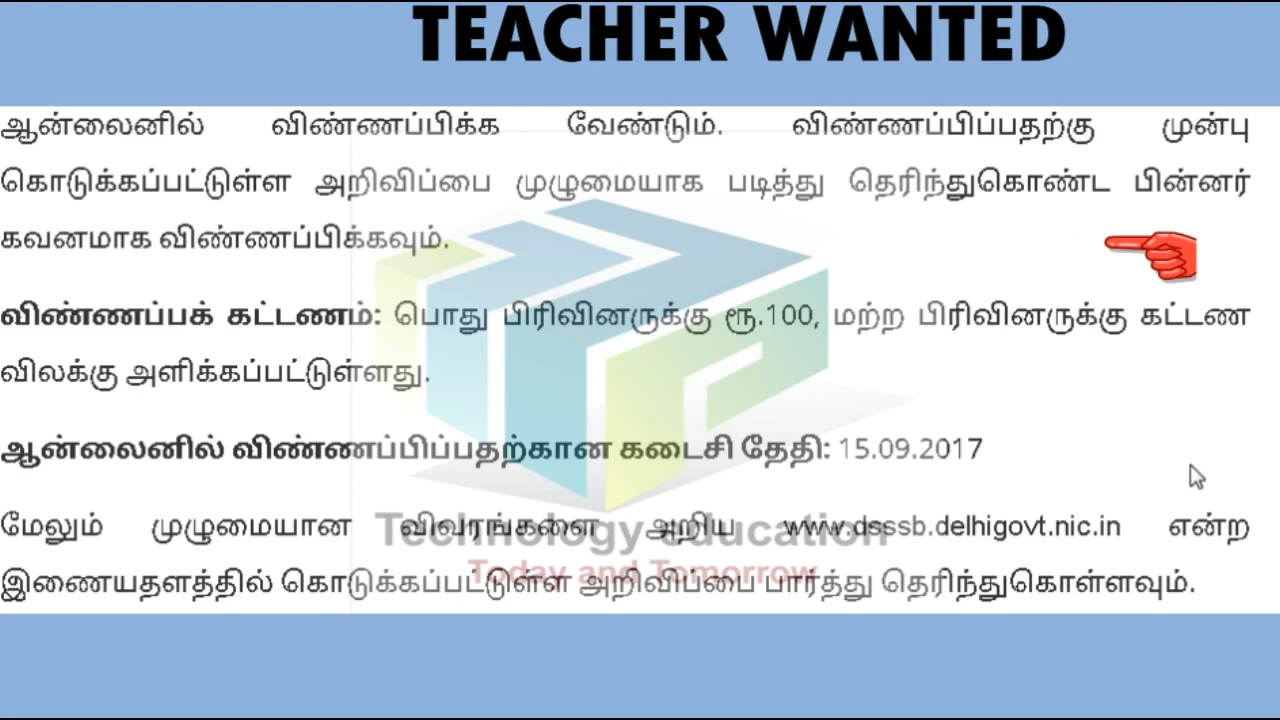 TEACHER WANTED
ஆன்லைனில் விண்ணப்பிக்க வேண்டும். விண்ணப்பிப்பதற்கு முன்பு
கொடுக்கப்பட்டுள்ள அறிவிப்பை முழுமையாக படித்து தெரிந்துகொண்ட பின்னர்
கவனமாக விண்ணப்பிக்கவும்.
விண்ணப்பக் கட்டணம்: பொது பிரிவினருக்கு ரூ.100, மற்ற பிரிவினருக்கு கட்டண
விலக்கு அளிக்கப்பட்டுள்ளது.
ஆன்லைனில் விண்ணப்பிப்பதற்கான கடைசி தேதி: 15.09.2017
மேலும் முழுமையான விவரங்களை அறிய www.dsssb.delhigovt.nic.in என்ற
Technology Education
இணையதளத்தில் கொடுக்கப்பட்டுள்ள அறிவிப்பை பார்த்து தெரிந்துகொள்ளவும்.
Today and Tomorrow